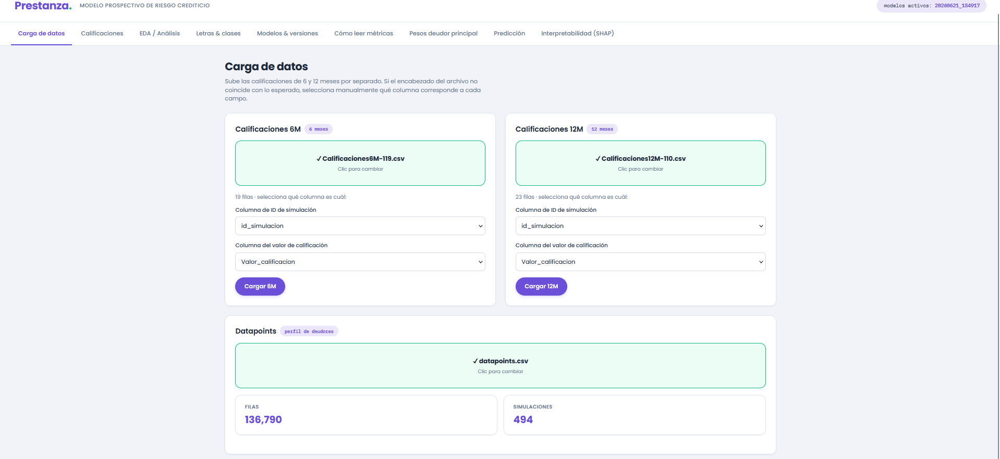 Prestanza. MODELO PROSPECTIVO DE RIESGO CREDITICIO
modelos activos: 20260621_184917
Carga de datos Calificaciones EDA / Análisis Letras & clases Modelos & versiones Cómo leer métricas Pesos deudor principal Predicción Interpretabilidad (SHAP)
Carga de datos
Sube las calificaciones de 6 y 12 meses por separado. Si el encabezado del archivo no
coincide con lo esperado, selecciona manualmente qué columna corresponde a cada
campo.
Calificaciones 6M 6 meses
✓ Calificaciones6M-119.csv
Clic para cambiar
19 filas · selecciona qué columna es cuál:
Columna de ID de simulación
id_simulacion
Columna del valor de calificación
Valor_calificacion
Cargar 6M
Calificaciones 12M 12 meses
✓ Calificaciones12M-110.csv
Clic para cambiar
23 filas · selecciona qué columna es cuál:
Columna de ID de simulación
id_simulacion
Columna del valor de calificación
Valor_calificacion
Cargar 12M
Datapoints perfil de deudores
✓ datapoints.csv
Clic para cambiar
FILAS
136,790
SIMULACIONES
494